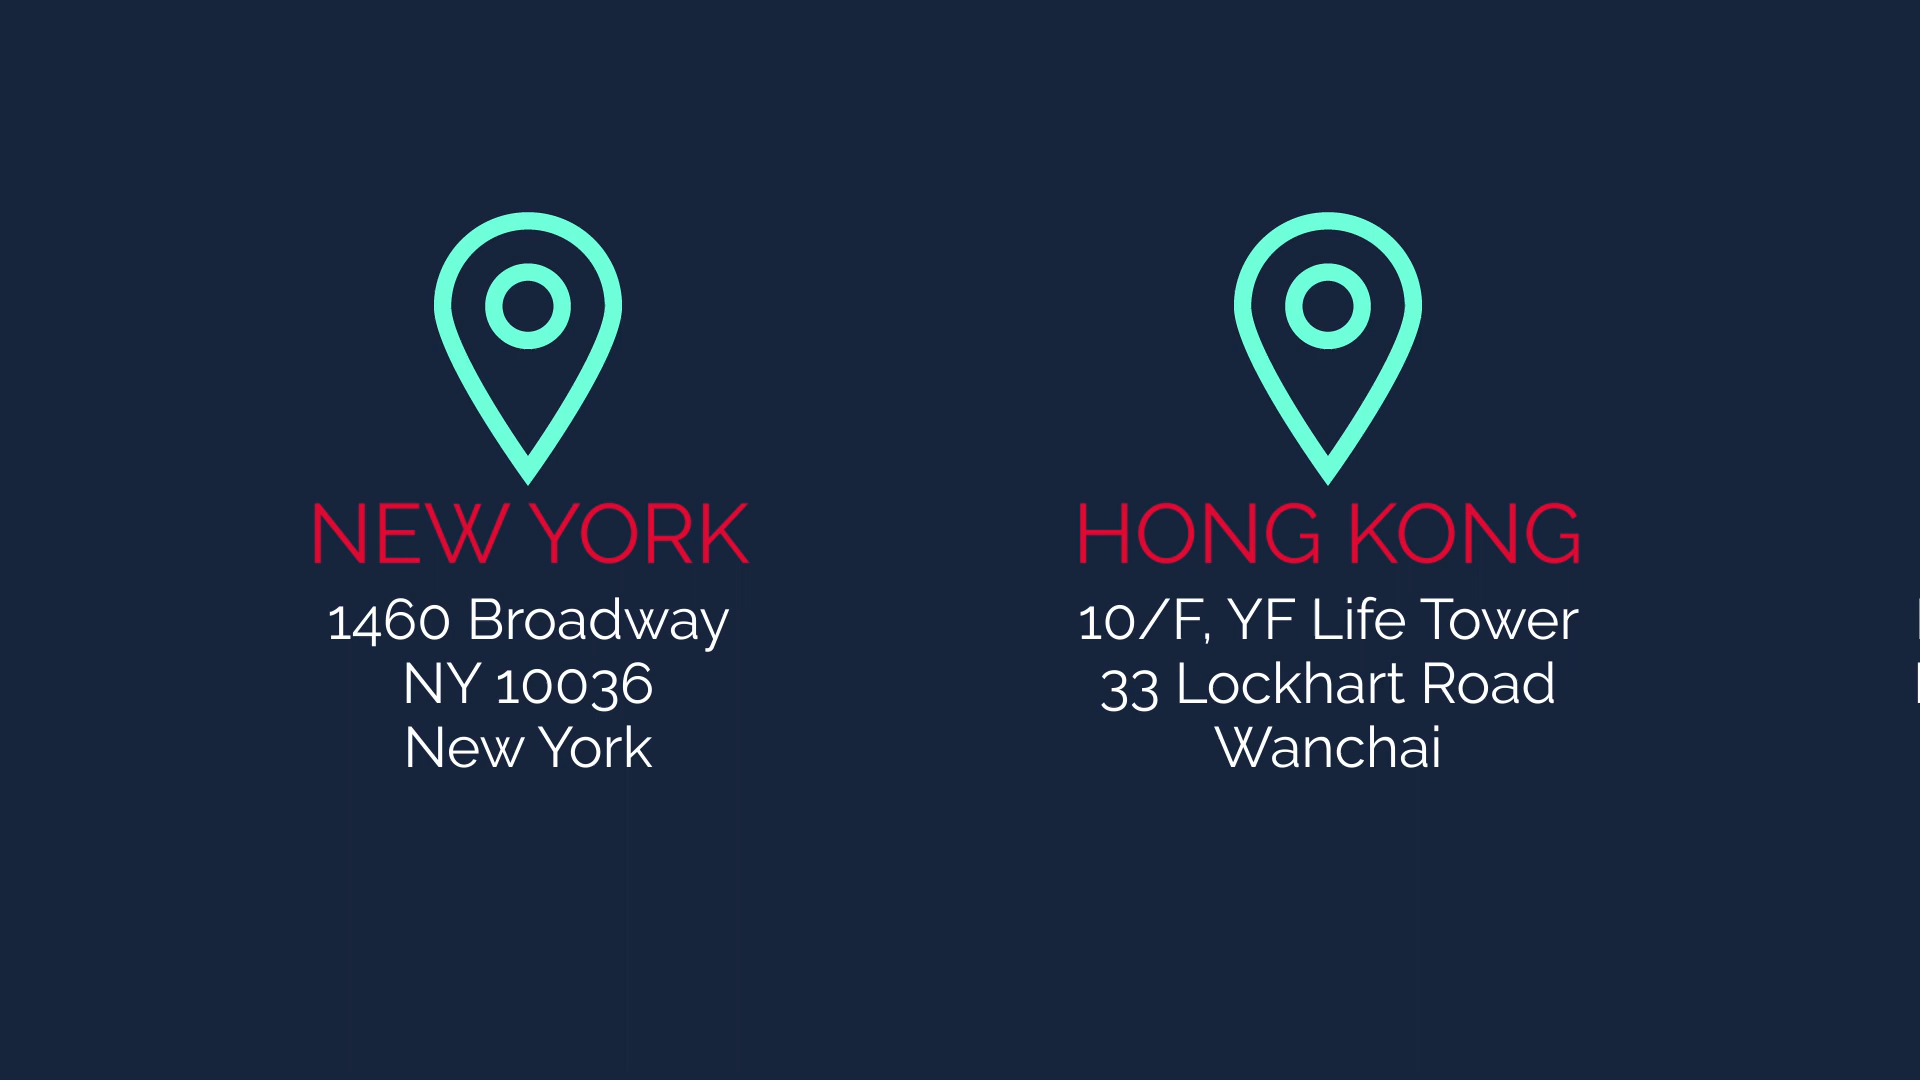 NEW YORK
1460 Broadway
NY 10036
New York
HONG KONG
10/F, YF Life Tower
33 Lockhart Road
Wanchai